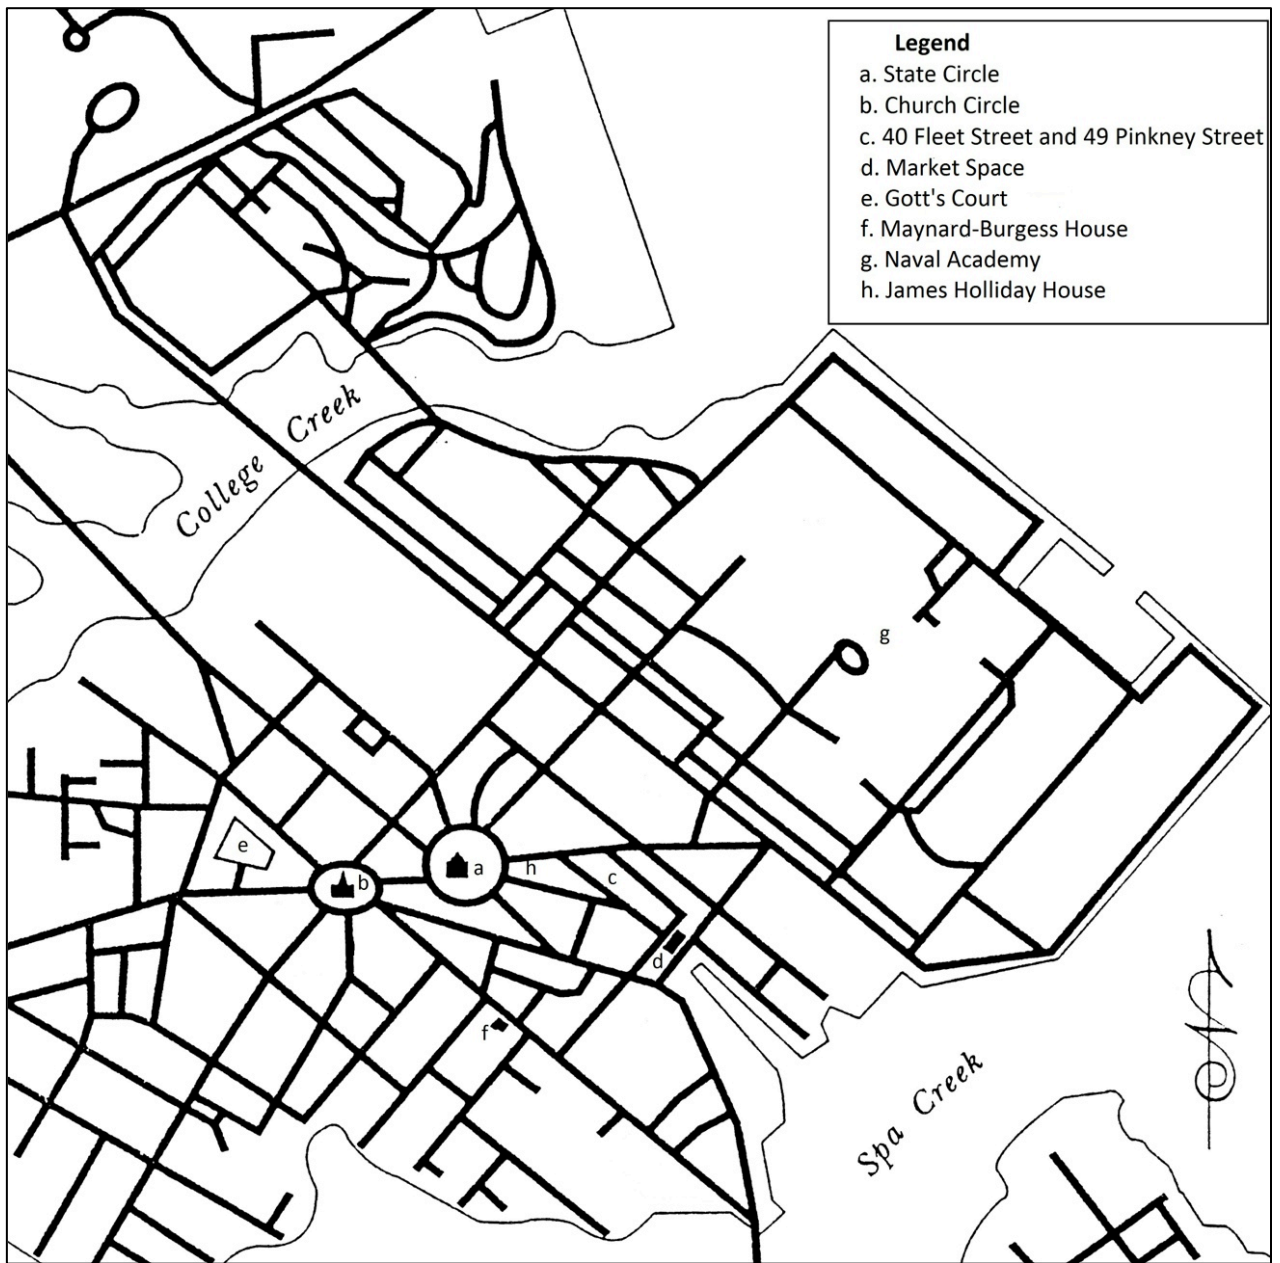 Legend
a. State Circle
b. Church Circle
c. 40 Fleet Street and 49 Pinkney Street
d. Market Space
e. Gott's Court
f. Maynard-Burgess House
g. Naval Academy
h. James Holliday House
College Creek
g
e
b
a
h
c
d
f
Spa Creek
N